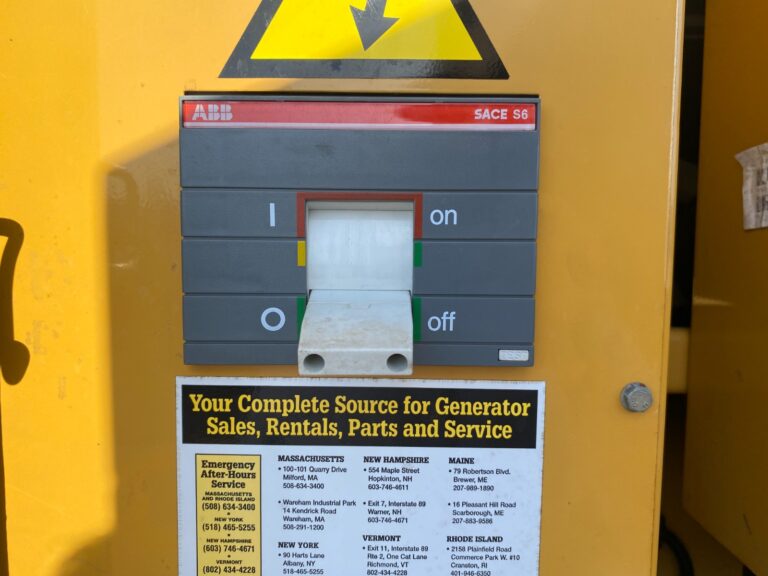 ABB SACE S6
I on
O off
TEST
Your Complete Source for Generator
Sales, Rentals, Parts and Service
Emergency
After-Hours
Service
MASSACHUSETTS
AND RHODE ISLAND
(508) 634-3400
NEW YORK
(518) 465-5255
NEW HAMPSHIRE
(603) 746-4671
VERMONT
(802) 434-4228
MASSACHUSETTS
• 100-101 Quarry Drive
Milford, MA
508-634-3400
• Wareham Industrial Park
14 Kendrick Road
Wareham, MA
508-291-1200
NEW YORK
• 90 Harts Lane
Albany, NY
518-465-5255
NEW HAMPSHIRE
• 554 Maple Street
Hopkinton, NH
603-746-4611
• Exit 7, Interstate 89
Warner, NH
603-746-4671
VERMONT
• Exit 11, Interstate 89
Rte 2, One Cat Lane
Richmond, VT
802-434-4228
MAINE
• 79 Robertson Blvd.
Brewer, ME
207-989-1890
• 16 Pleasant Hill Road
Scarborough, ME
207-883-9586
RHODE ISLAND
• 2158 Plainfield Road
Commerce Park W. #10
Cranston, RI
401-946-6350